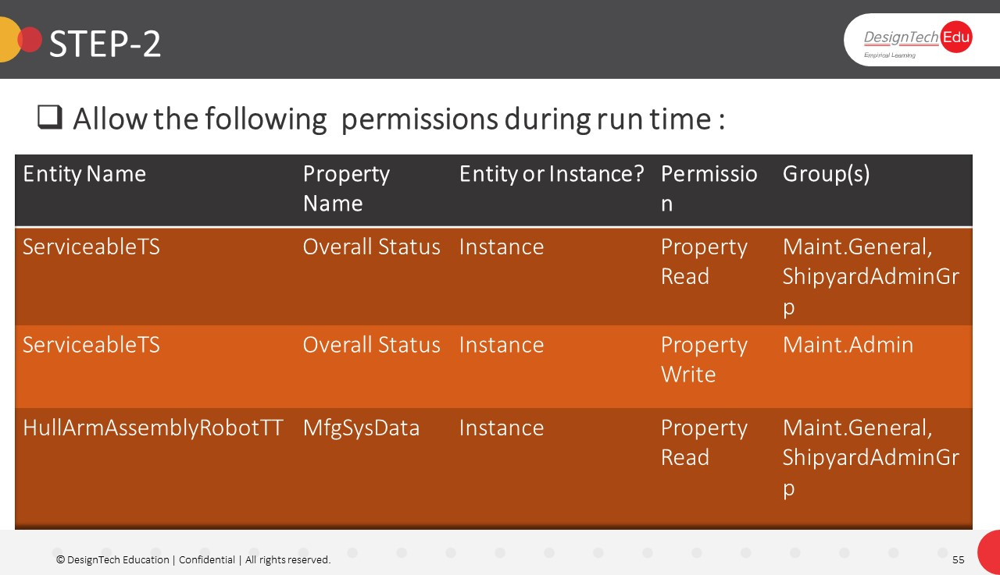 STEP-2
DesignTech Edu
Empirical Learning
❑ Allow the following permissions during run time :
Entity Name Property Name Entity or Instance? Permission Group(s)
ServiceableTS Overall Status Instance Property Read Maint.General, ShipyardAdminGrp
ServiceableTS Overall Status Instance Property Write Maint.Admin
HullArmAssemblyRobotTT MfgSysData Instance Property Read Maint.General, ShipyardAdminGrp
© DesignTech Education | Confidential | All rights reserved.
55